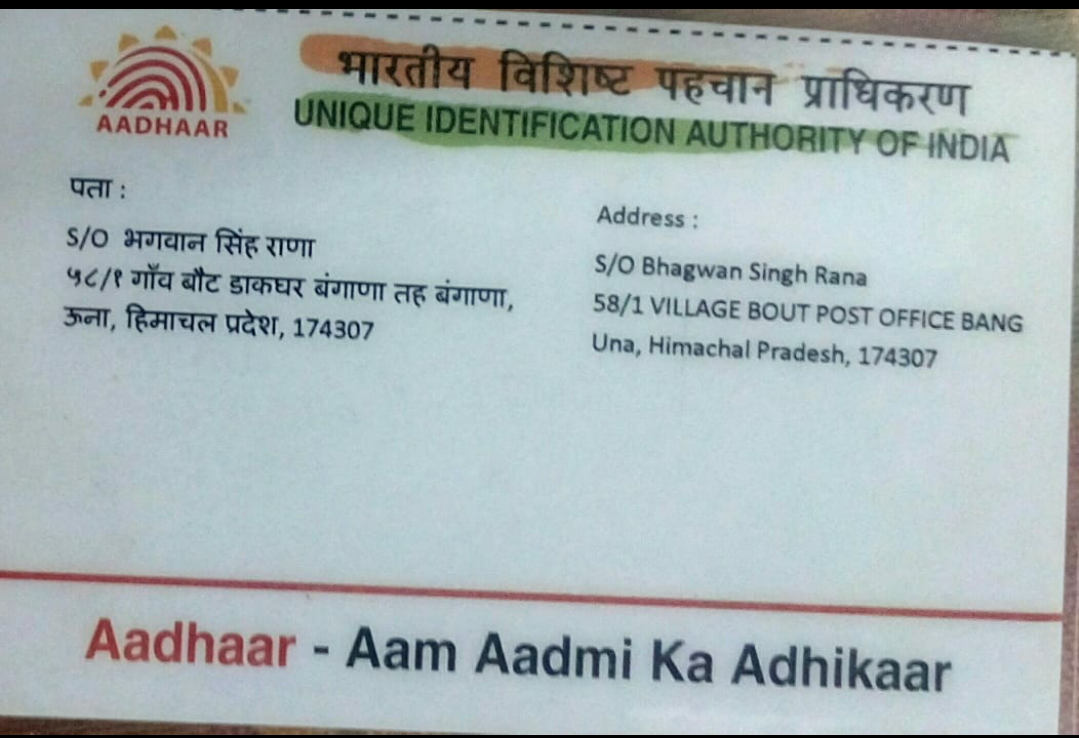 AADHAAR
भारतीय विशिष्ट पहचान प्राधिकरण
UNIQUE IDENTIFICATION AUTHORITY OF INDIA
पता :
S/O भगवान सिंह राणा
५८/१ गाँव बौट डाकघर बंगाणा तह बंगाणा,
ऊना, हिमाचल प्रदेश, 174307
Address :
S/O Bhagwan Singh Rana
58/1 VILLAGE BOUT POST OFFICE BANG
Una, Himachal Pradesh, 174307
Aadhaar - Aam Aadmi Ka Adhikaar